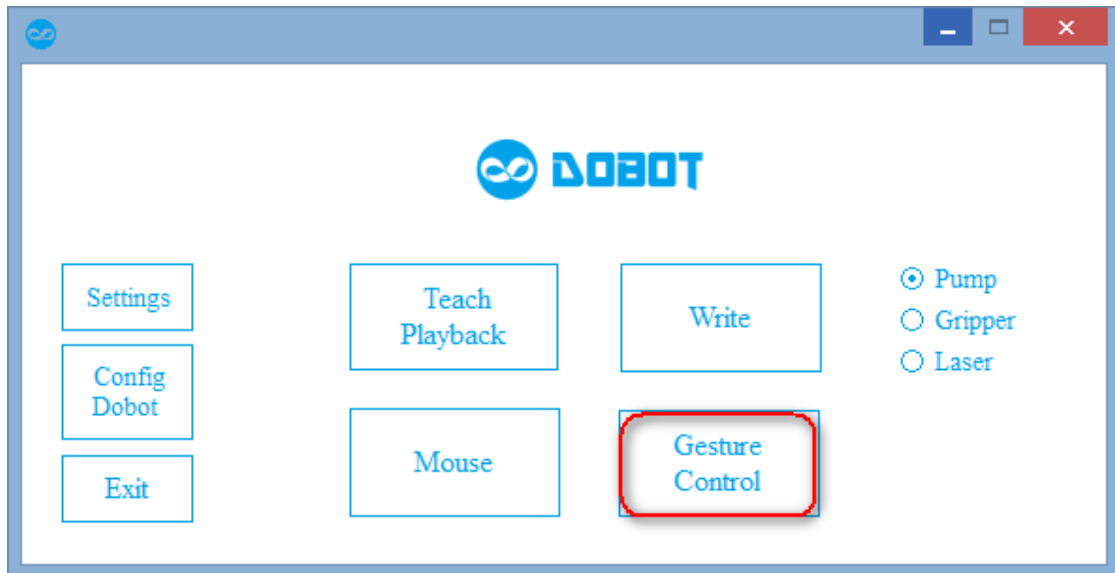 DOBOT
Settings
Config
Dobot
Exit
Teach
Playback
Write
Mouse
Gesture
Control
Pump
Gripper
Laser